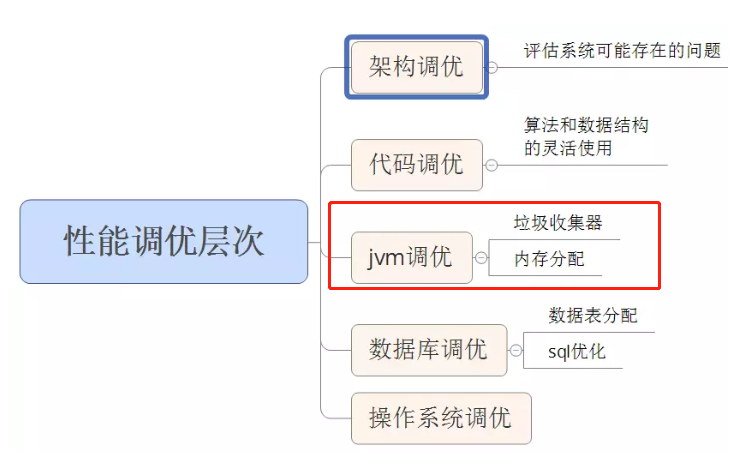 性能调优层次
架构调优
评估系统可能存在的问题
代码调优
算法和数据结构
的灵活使用
jvm调优
垃圾收集器
内存分配
数据库调优
数据表分配
sql优化
操作系统调优